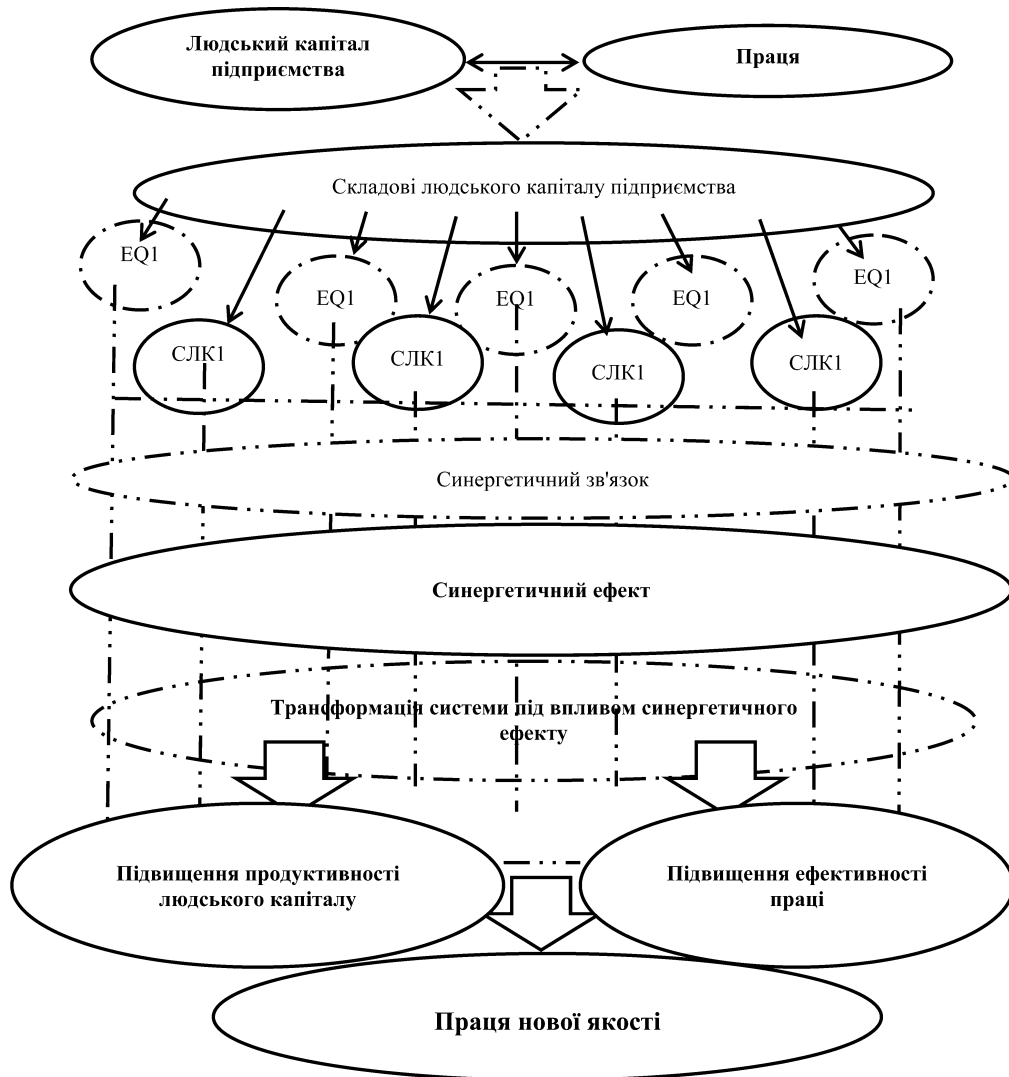 Людський капітал
підприємства
Праця
Складові людського капіталу підприємства
EQ1
EQ1
EQ1
EQ1
EQ1
СЛК1
СЛК1
СЛК1
СЛК1
Синергетичний зв'язок
Синергетичний ефект
Трансформація системи під впливом синергетичного
ефекту
Підвищення продуктивності
людського капіталу
Підвищення ефективності
праці
Праця нової якості